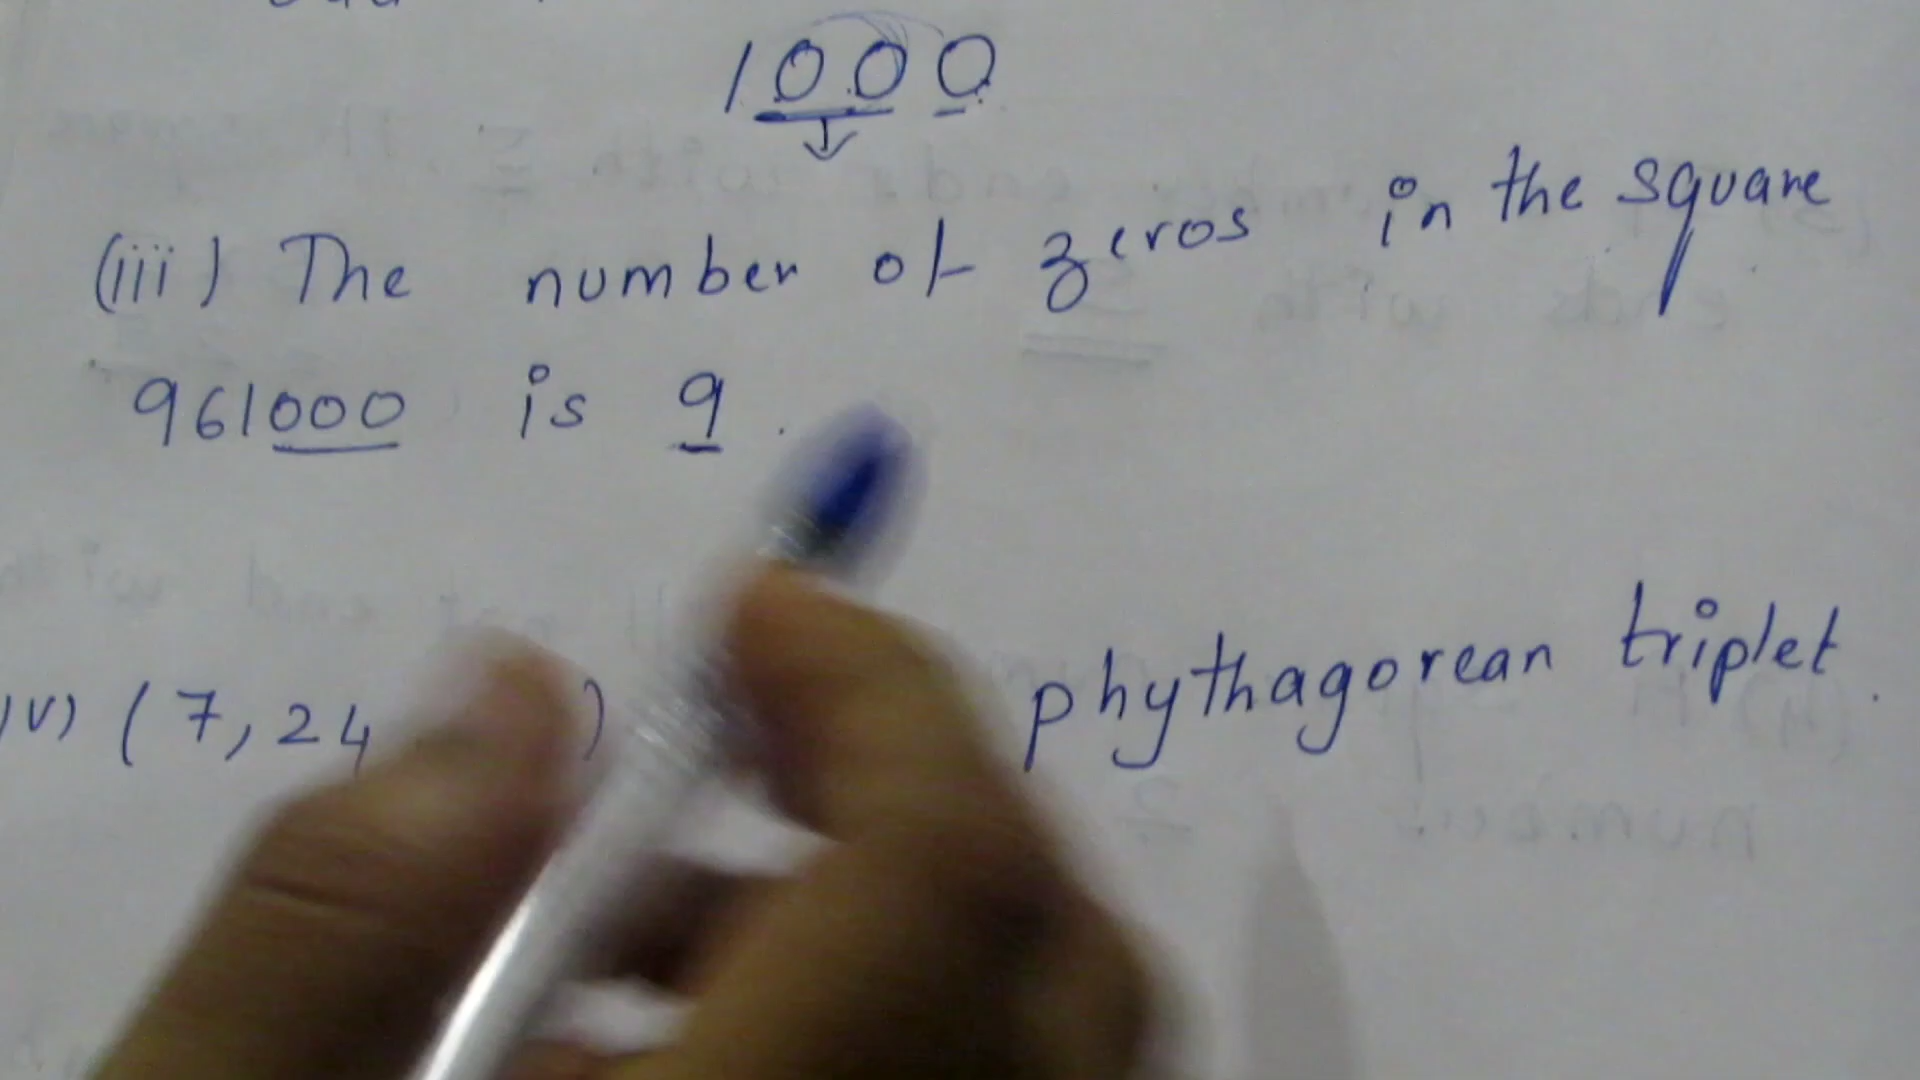 1000
(iii) The number of zeros in the square
961000 is 9.
iv) (7, 24 ) phythagorean triplet.